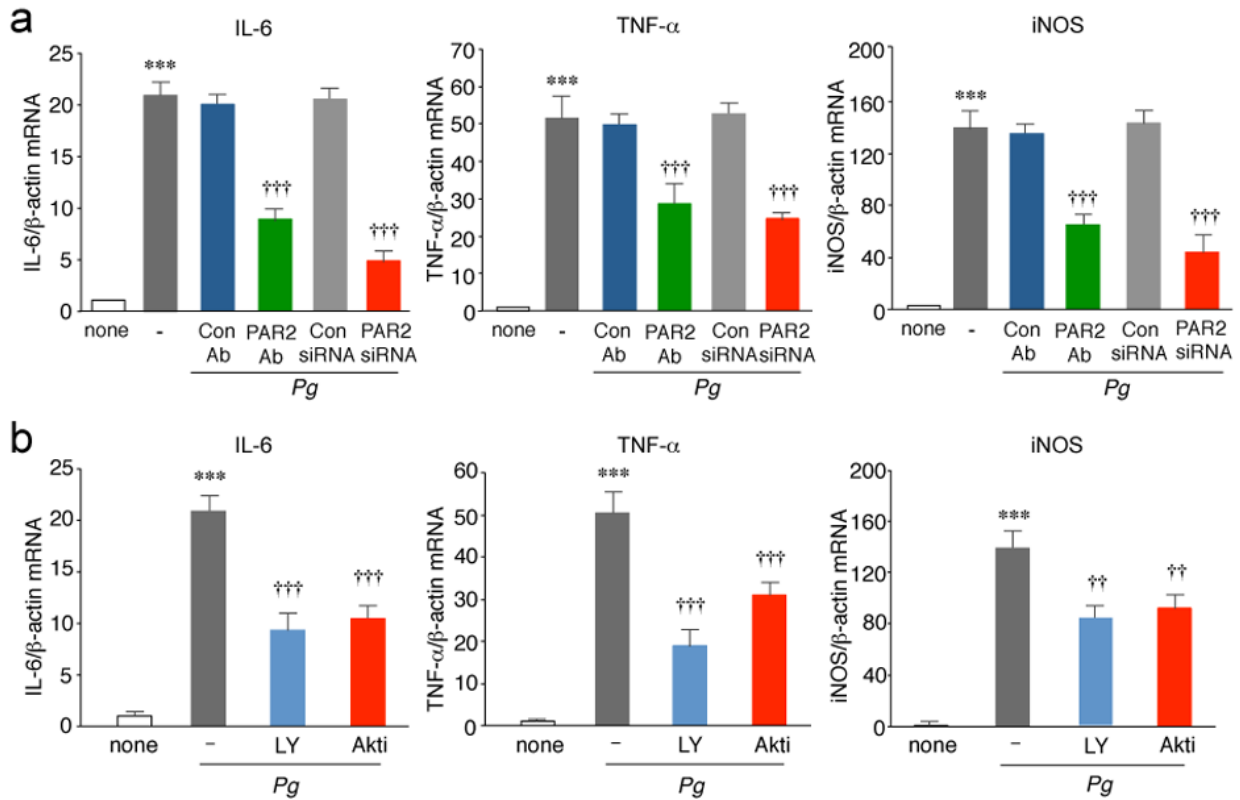 a
IL-6
IL-6/β-actin mRNA
25
20
15
10
5
0
***
†††
†††
none
-
Con
Ab
PAR2
Ab
Con
siRNA
PAR2
siRNA
Pg
TNF-α
TNF-α/β-actin mRNA
70
60
50
40
30
20
10
0
***
†††
†††
none
-
Con
Ab
PAR2
Ab
Con
siRNA
PAR2
siRNA
Pg
iNOS
iNOS/β-actin mRNA
200
160
120
80
40
0
***
†††
†††
none
-
Con
Ab
PAR2
Ab
Con
siRNA
PAR2
siRNA
Pg
b
IL-6
IL-6/β-actin mRNA
25
20
15
10
5
0
***
†††
†††
none
–
LY
Akti
Pg
TNF-α
TNF-α/β-actin mRNA
60
50
40
30
20
10
0
***
†††
†††
none
–
LY
Akti
Pg
iNOS
iNOS/β-actin mRNA
200
160
120
80
40
0
***
††
††
none
–
LY
Akti
Pg